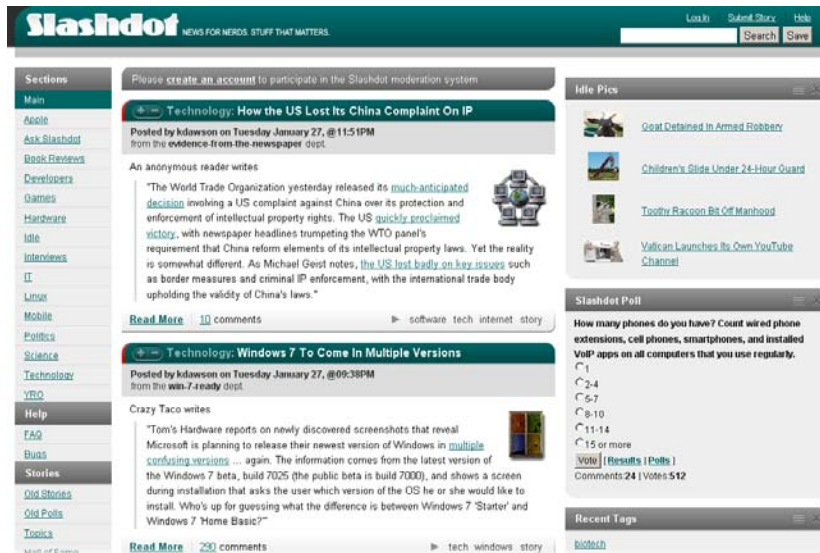 Slashdot NEWS FOR NERDS. STUFF THAT MATTERS.
Log In Submit Story Help
Search Save
Sections
Main
Apple
Ask Slashdot
Book Reviews
Developers
Games
Hardware
Idle
Interviews
IT
Linux
Mobile
Politics
Science
Technology
YRO
Help
FAQ
Bugs
Stories
Old Stories
Old Polls
Topics
Hall of Fame
Please create an account to participate in the Slashdot moderation system
Technology: How the US Lost Its China Complaint On IP
Posted by kdawson on Tuesday January 27, @11:51PM
from the evidence-from-the-newspaper dept.
An anonymous reader writes
"The World Trade Organization yesterday released its much-anticipated
decision involving a US complaint against China over its protection and
enforcement of intellectual property rights. The US quickly proclaimed
victory, with newspaper headlines trumpeting the WTO panel's
requirement that China reform elements of its intellectual property laws. Yet the reality
is somewhat different. As Michael Geist notes, the US lost badly on key issues such
as border measures and criminal IP enforcement, with the international trade body
upholding the validity of China's laws."
Read More 10 comments software tech internet story
Technology: Windows 7 To Come In Multiple Versions
Posted by kdawson on Tuesday January 27, @09:38PM
from the win-7-ready dept.
Crazy Taco writes
"Tom's Hardware reports on newly discovered screenshots that reveal
Microsoft is planning to release their newest version of Windows in multiple
confusing versions ... again. The information comes from the latest version of
the Windows 7 beta, build 7025 (the public beta is build 7000), and shows a screen
during installation that asks the user which version of the OS he or she would like to
install. Who's up for guessing what the difference is between Windows 7 'Starter' and
Windows 7 'Home Basic?'"
Read More 290 comments tech windows story
Idle Pics
Goat Detained In Armed Robbery
Children's Slide Under 24-Hour Guard
Toothy Racoon Bit Off Manhood
Vatican Launches Its Own YouTube
Channel
Slashdot Poll
How many phones do you have? Count wired phone
extensions, cell phones, smartphones, and installed
VoIP apps on all computers that you use regularly.
1
2-4
5-7
8-10
11-14
15 or more
Vote [ Results | Polls ]
Comments:24 | Votes:512
Recent Tags
biotech